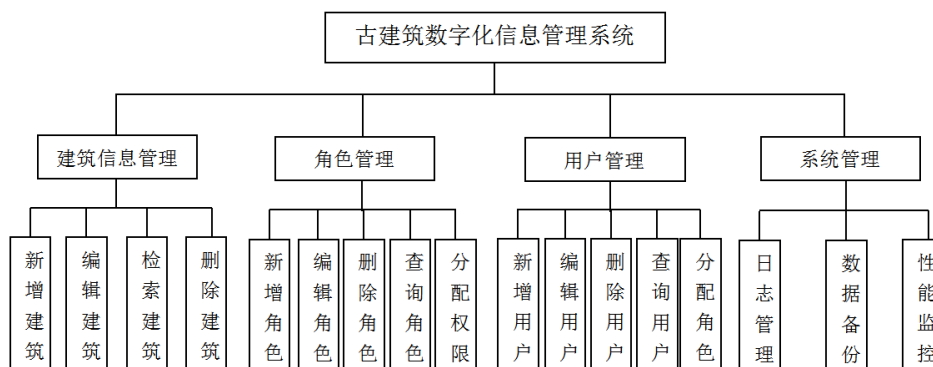 古建筑数字化信息管理系统
建筑信息管理
角色管理
用户管理
系统管理
新增建筑
编辑建筑
检索建筑
删除建筑
新增角色
编辑角色
删除角色
查询角色
分配权限
新增用户
编辑用户
删除用户
查询用户
分配角色
日志管理
数据备份
性能监控